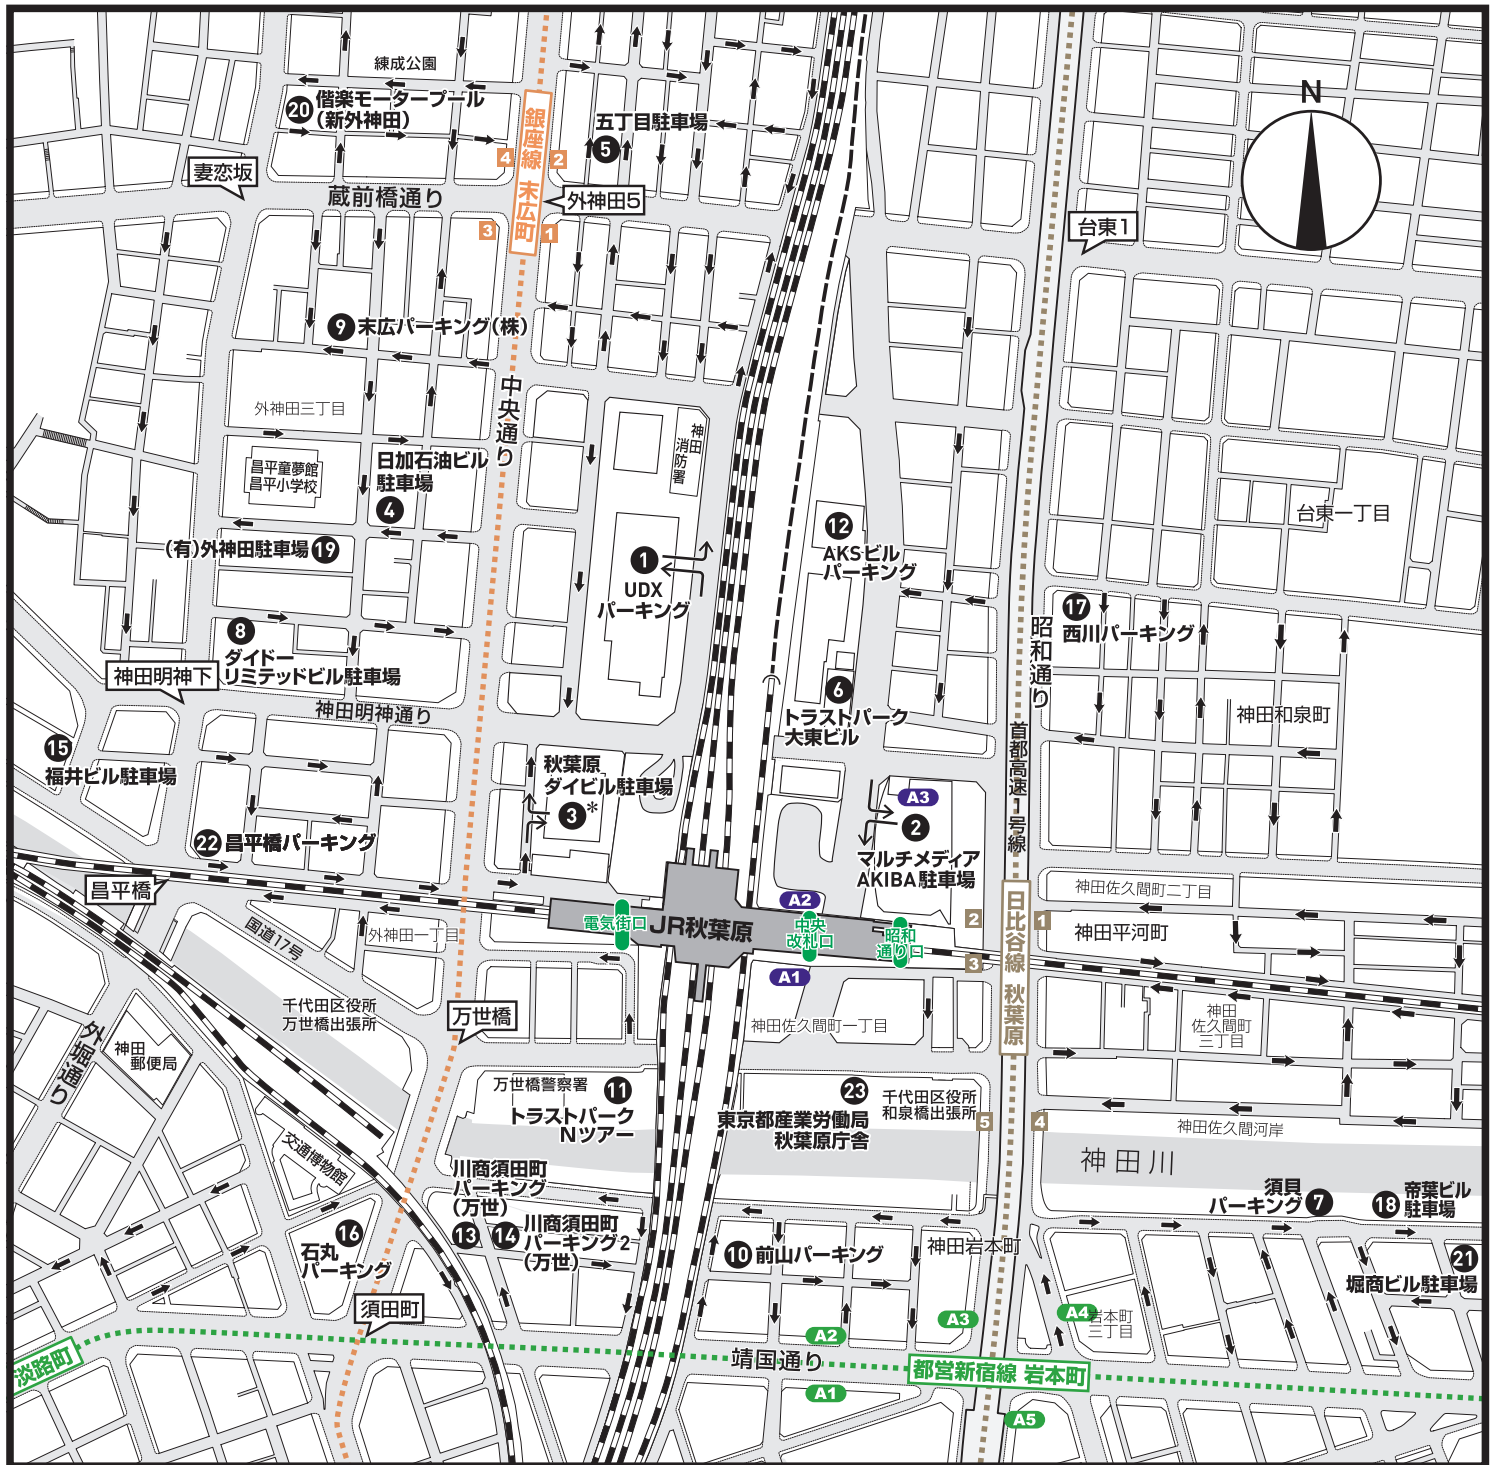 練成公園
20
偕楽モータープール
(新外神田)
銀座線 末広町
4
2
3
1
五丁目駐車場
5
N
妻恋坂
蔵前橋通り
外神田5
台東1
9
末広パーキング(株)
中央通り
外神田三丁目
神田
消防署
昌平童夢館
昌平小学校
日加石油ビル
駐車場
4
(有)外神田駐車場
19
1
UDX
パーキング
12
AKSビル
パーキング
台東一丁目
17
西川パーキング
昭和通り
8
ダイドー
リミテッドビル駐車場
神田明神下
神田明神通り
6
トラストパーク
大東ビル
首都高速1号線
神田和泉町
15
福井ビル駐車場
秋葉原
ダイビル駐車場
3*
A3
2
マルチメディア
AKIBA駐車場
22
昌平橋パーキング
昌平橋
国道17号
外神田一丁目
電気街口
JR秋葉原
A2
中央
改札口
昭和
通り口
A1
日比谷線 秋葉原
2
1
3
5
4
神田佐久間町二丁目
神田平河町
神田佐久間町一丁目
神田
佐久間町
三丁目
千代田区役所
万世橋出張所
万世橋
外堀通り
神田
郵便局
万世橋警察署
11
トラストパーク
Nツアー
23
東京都産業労働局
秋葉原庁舎
千代田区役所
和泉橋出張所
神田佐久間河岸
神田川
交通博物館
川商須田町
パーキング
(万世)
13
14
川商須田町
パーキング2
(万世)
須貝
パーキング
7
18
帝葉ビル
駐車場
16
石丸
パーキング
10
前山パーキング
神田岩本町
21
堀商ビル駐車場
須田町
A3
A4
岩本町
三丁目
A2
淡路町
靖国通り
都営新宿線 岩本町
A1
A5